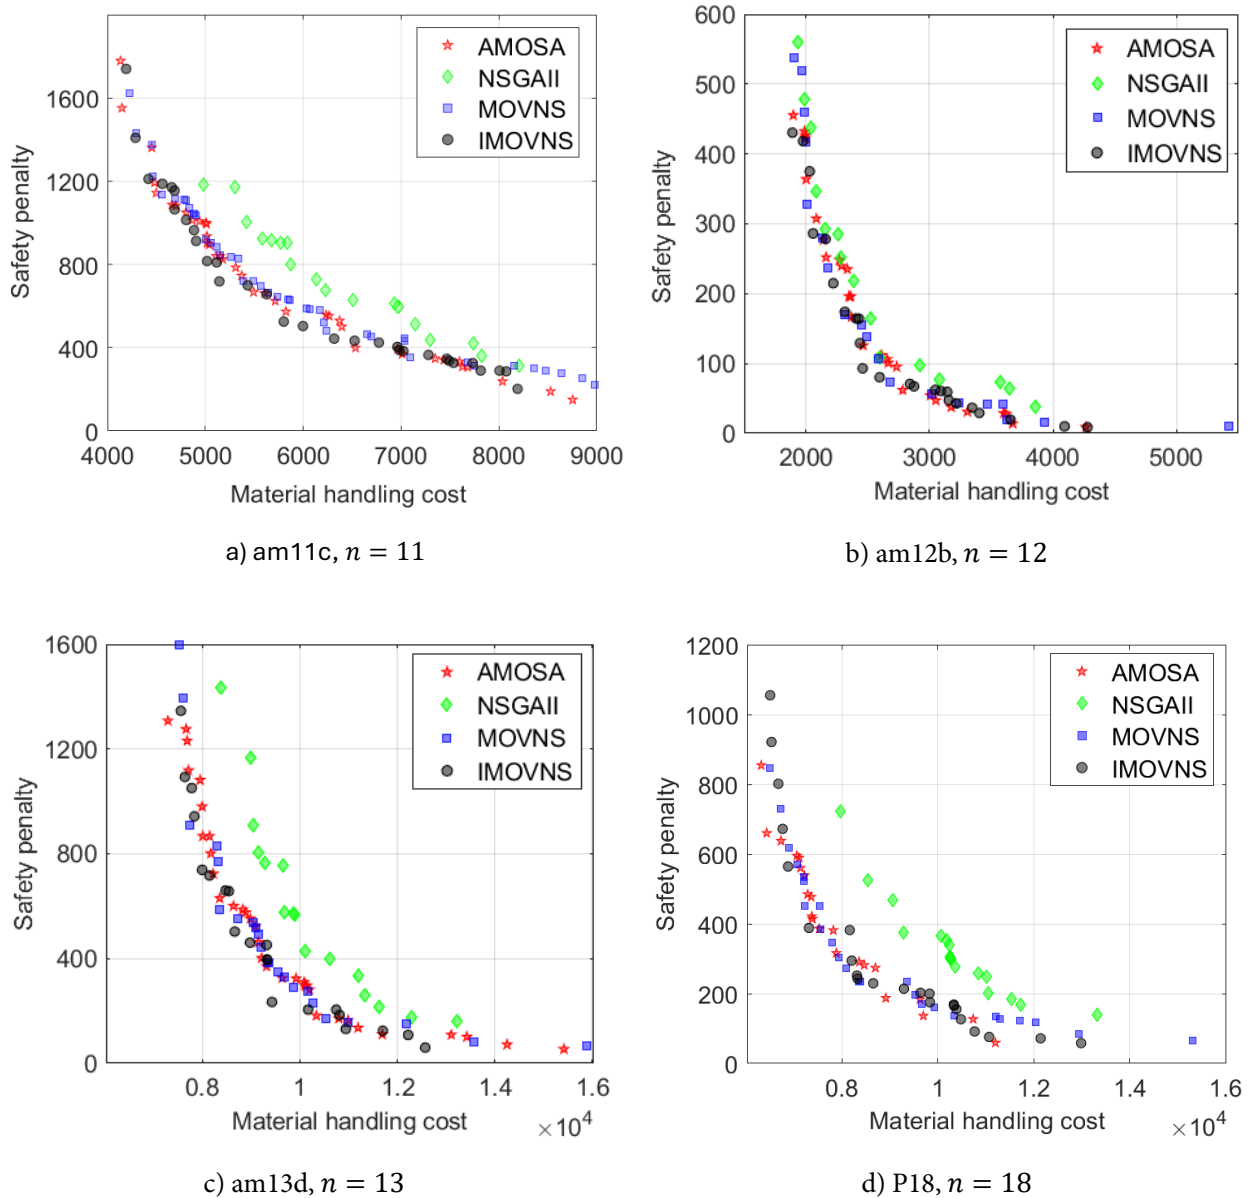 AMOSA
NSGAII
MOVNS
IMOVNS
Safety penalty
1600
1200
800
400
0
4000 5000 6000 7000 8000 9000
Material handling cost
a) am11c, n = 11
AMOSA
NSGAII
MOVNS
IMOVNS
Safety penalty
600
500
400
300
200
100
0
2000 3000 4000 5000
Material handling cost
b) am12b, n = 12
AMOSA
NSGAII
MOVNS
IMOVNS
Safety penalty
1600
1200
800
400
0
0.8 1 1.2 1.4 1.6
Material handling cost
×10⁴
c) am13d, n = 13
AMOSA
NSGAII
MOVNS
IMOVNS
Safety penalty
1200
1000
800
600
400
200
0
0.8 1 1.2 1.4 1.6
Material handling cost
×10⁴
d) P18, n = 18